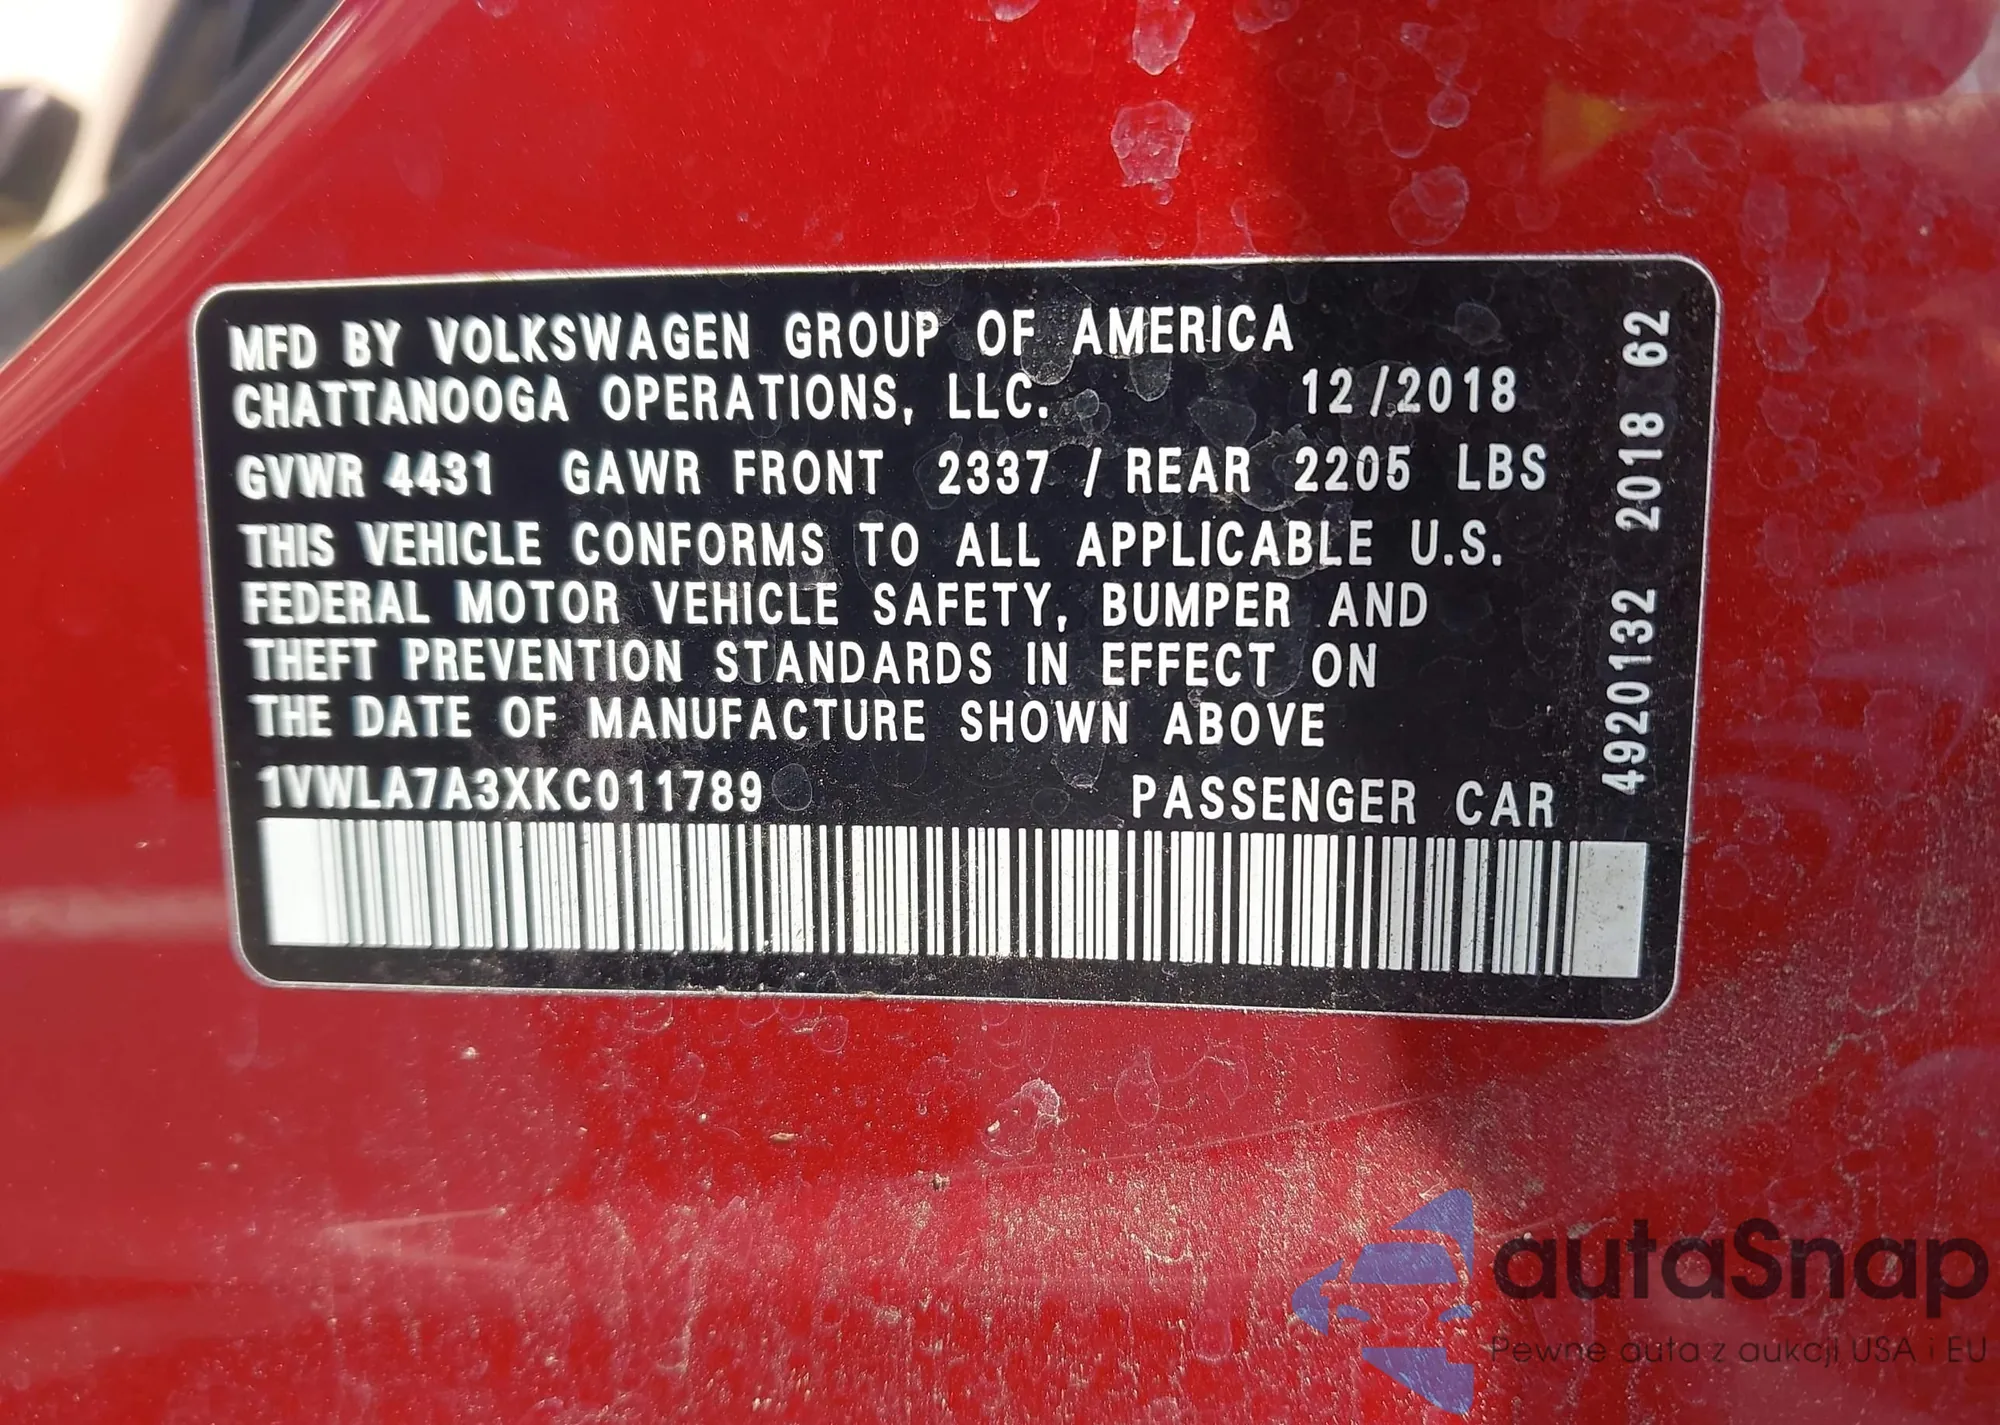 MFD BY VOLKSWAGEN GROUP OF AMERICA
CHATTANOOGA OPERATIONS, LLC. 12/2018
GVWR 4431 GAWR FRONT 2337 / REAR 2205 LBS
THIS VEHICLE CONFORMS TO ALL APPLICABLE U.S.
FEDERAL MOTOR VEHICLE SAFETY, BUMPER AND
THEFT PREVENTION STANDARDS IN EFFECT ON
THE DATE OF MANUFACTURE SHOWN ABOVE
1VWLA7A3XKC011789 PASSENGER CAR
4920132 2018 62
autaSnap
Pewne auta z aukcji USA i EU